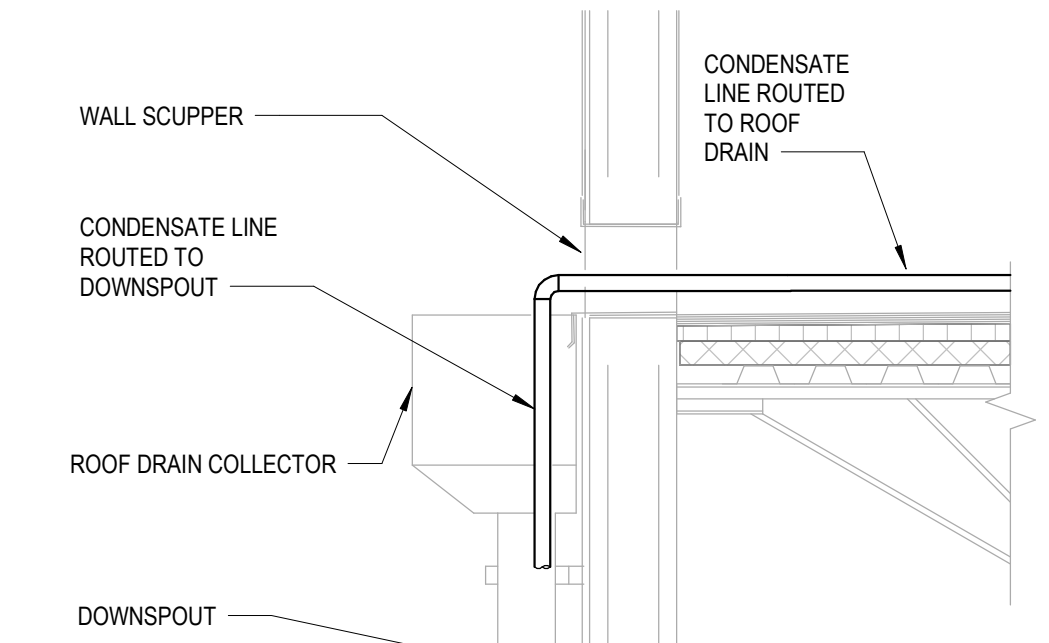 WALL SCUPPER
CONDENSATE
LINE ROUTED
TO ROOF
DRAIN
CONDENSATE LINE
ROUTED TO
DOWNSPOUT
ROOF DRAIN COLLECTOR
DOWNSPOUT